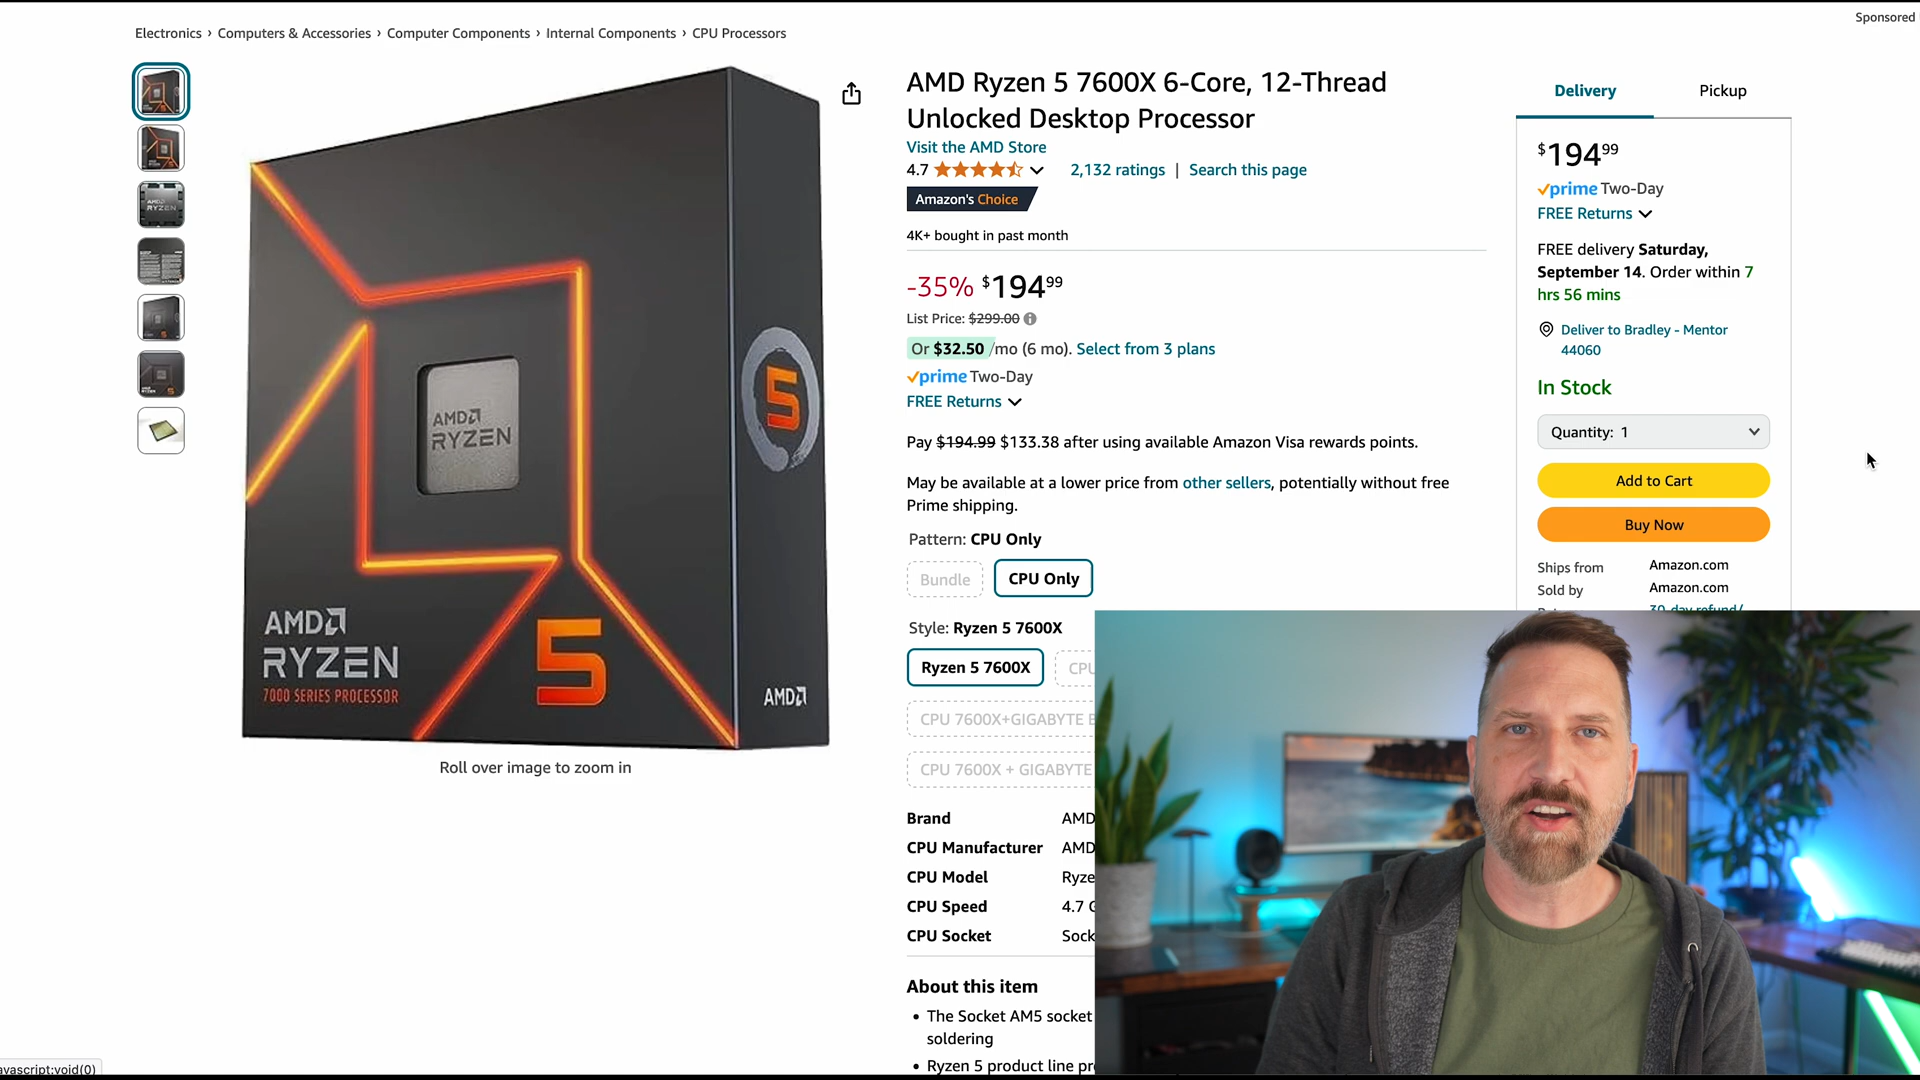 Sponsored
Electronics › Computers & Accessories › Computer Components › Internal Components › CPU Processors
AMD Ryzen 5 7600X 6-Core, 12-Thread
Unlocked Desktop Processor
Visit the AMD Store
4.7
2,132 ratings | Search this page
Amazon's Choice
4K+ bought in past month
-35% $194 99
List Price: $299.00
Or $32.50 /mo (6 mo). Select from 3 plans
prime Two-Day
FREE Returns
Pay $194.99 $133.38 after using available Amazon Visa rewards points.
May be available at a lower price from other sellers, potentially without free
Prime shipping.
Pattern: CPU Only
Bundle
CPU Only
Style: Ryzen 5 7600X
Ryzen 5 7600X
CPU
CPU 7600X+GIGABYTE B
CPU 7600X + GIGABYTE
Brand AMD
CPU Manufacturer AMD
CPU Model Ryze
CPU Speed 4.7 G
CPU Socket Sock
About this item
• The Socket AM5 socket
soldering
• Ryzen 5 product line pr
AMD
RYZEN
5
AMD
RYZEN
7000 SERIES PROCESSOR
5
AMD
Roll over image to zoom in
Delivery
Pickup
$194 99
prime Two-Day
FREE Returns
FREE delivery Saturday,
September 14. Order within 7
hrs 56 mins
Deliver to Bradley - Mentor
44060
In Stock
Quantity: 1
Add to Cart
Buy Now
Ships from Amazon.com
Sold by Amazon.com
30-day refund/
avascript:void(0)